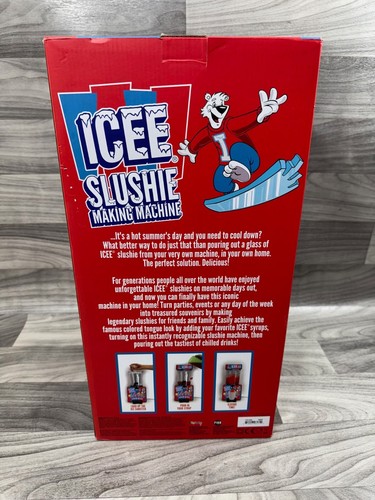 ICEE®
SLUSHIE
MAKING MACHINE
I
...It's a hot summer's day and you need to cool down?
What better way to do just that than pouring out a glass of
ICEE® slushie from your very own machine, in your own home.
The perfect solution. Delicious!
For generations people all over the world have enjoyed
unforgettable ICEE® slushies on memorable days out,
and now you can finally have this iconic
machine in your home! Turn parties, events or any day of the week
into treasured souvenirs by making
legendary slushies for friends and family. Easily achieve the
famous colored tongue look by adding your favorite ICEE® syrups,
turning on this instantly recognizable slushie machine, then
pouring out the tastiest of chilled drinks!